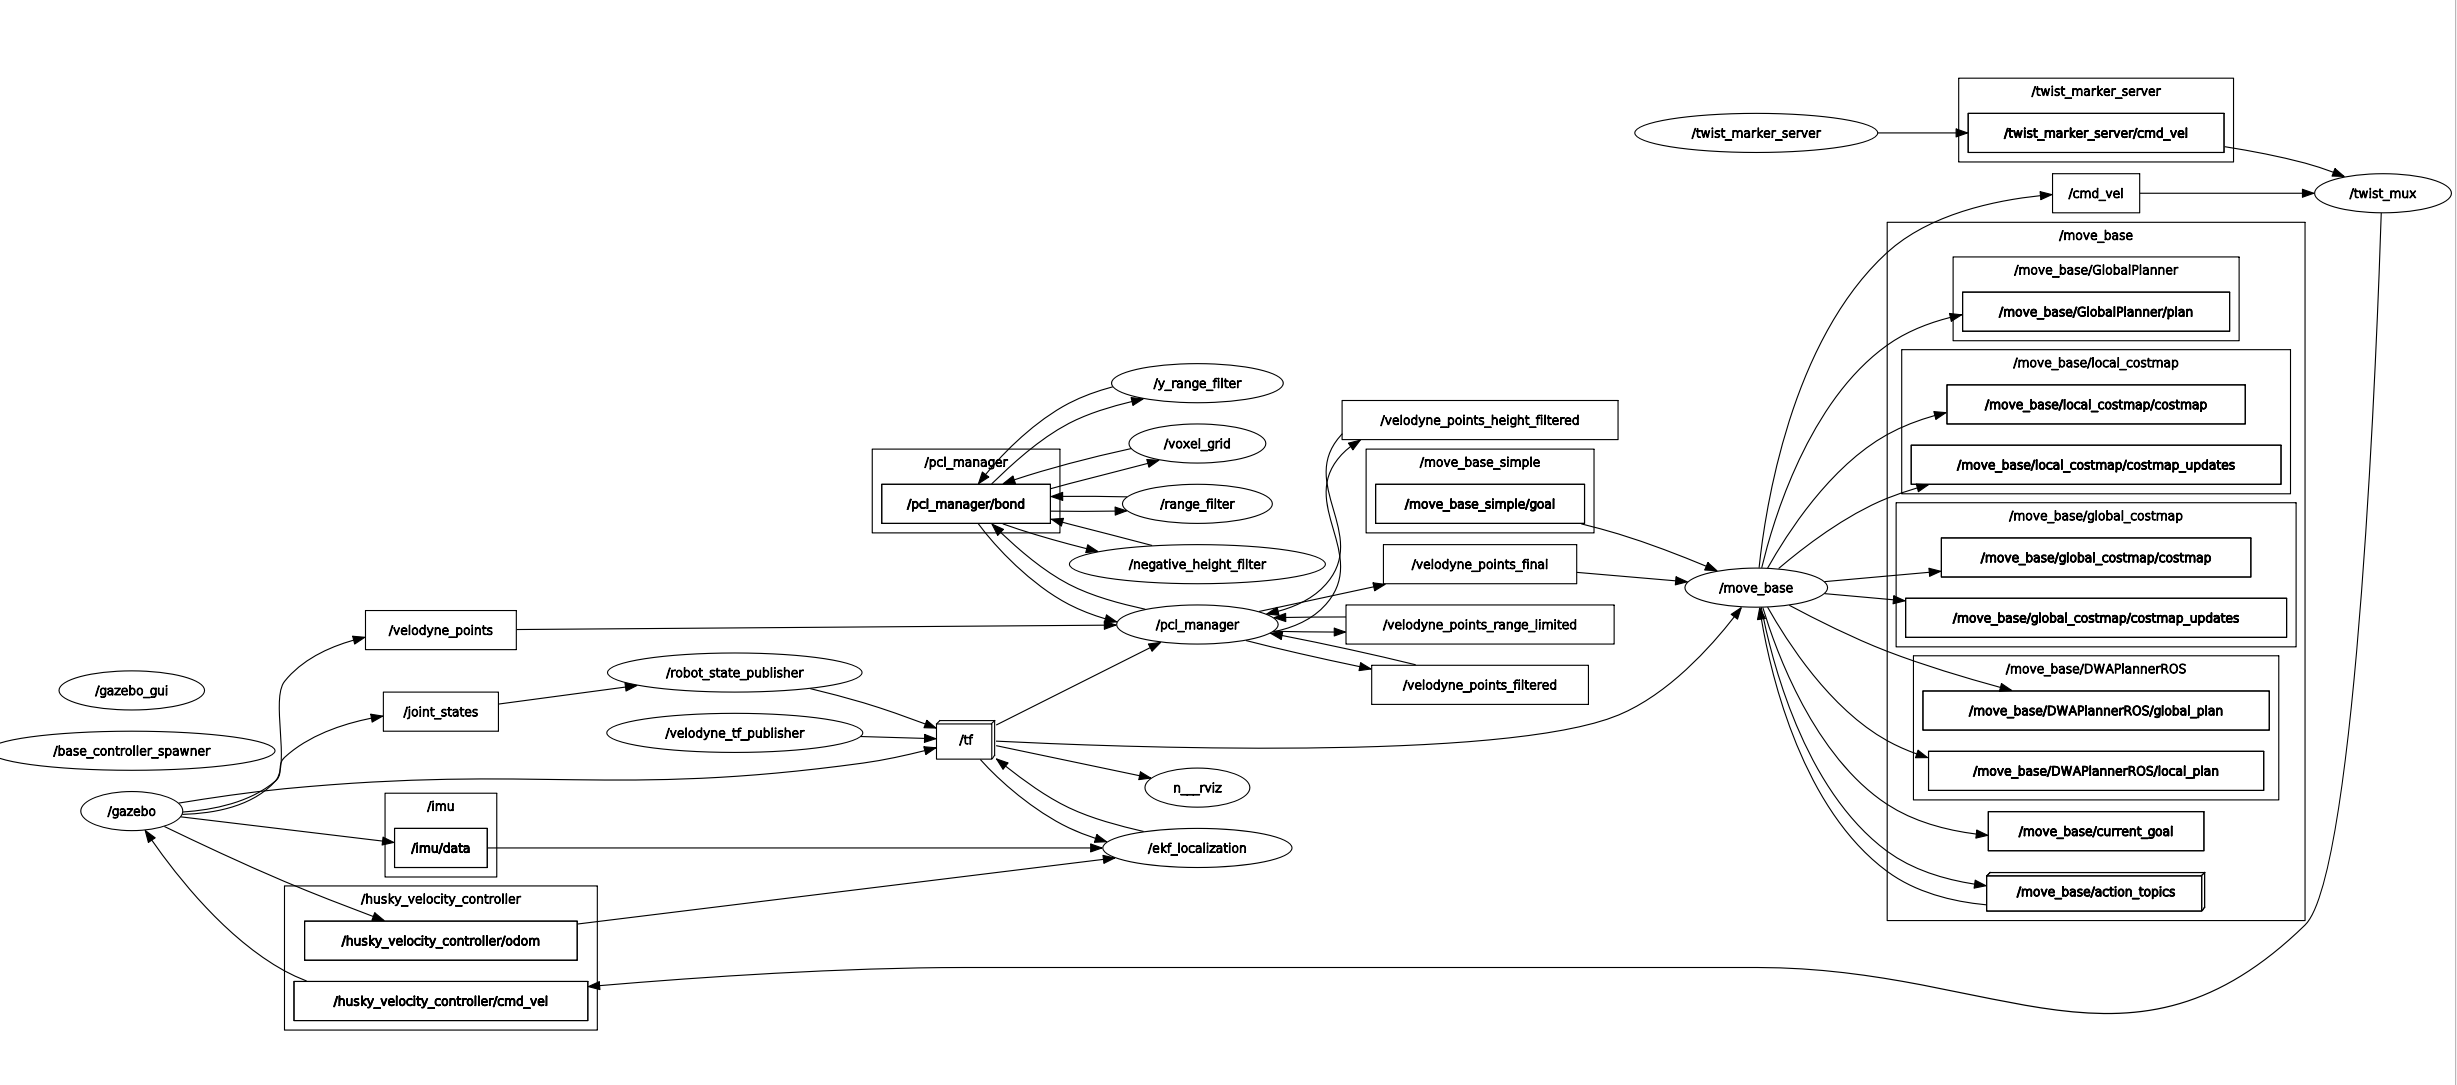 /twist_marker_server
/twist_marker_server
/twist_marker_server/cmd_vel
/cmd_vel
/twist_mux
/move_base
/move_base/GlobalPlanner
/move_base/GlobalPlanner/plan
/move_base/local_costmap
/move_base/local_costmap/costmap
/move_base/local_costmap/costmap_updates
/move_base/global_costmap
/move_base/global_costmap/costmap
/move_base/global_costmap/costmap_updates
/move_base/DWAPlannerROS
/move_base/DWAPlannerROS/global_plan
/move_base/DWAPlannerROS/local_plan
/move_base/current_goal
/move_base/action_topics
/y_range_filter
/voxel_grid
/pcl_manager
/pcl_manager/bond
/range_filter
/negative_height_filter
/pcl_manager
/velodyne_points_height_filtered
/move_base_simple
/move_base_simple/goal
/velodyne_points_final
/velodyne_points_range_limited
/velodyne_points_filtered
/move_base
/velodyne_points
/gazebo_gui
/joint_states
/robot_state_publisher
/velodyne_tf_publisher
/tf
/base_controller_spawner
/gazebo
n__rviz
/imu
/imu/data
/ekf_localization
/husky_velocity_controller
/husky_velocity_controller/odom
/husky_velocity_controller/cmd_vel